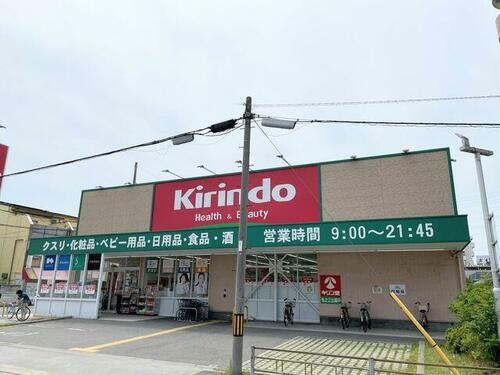 Kirindo
Health & Beauty
クスリ・化粧品・ベビー用品・日用品・食品・酒
営業時間 9:00～21:45